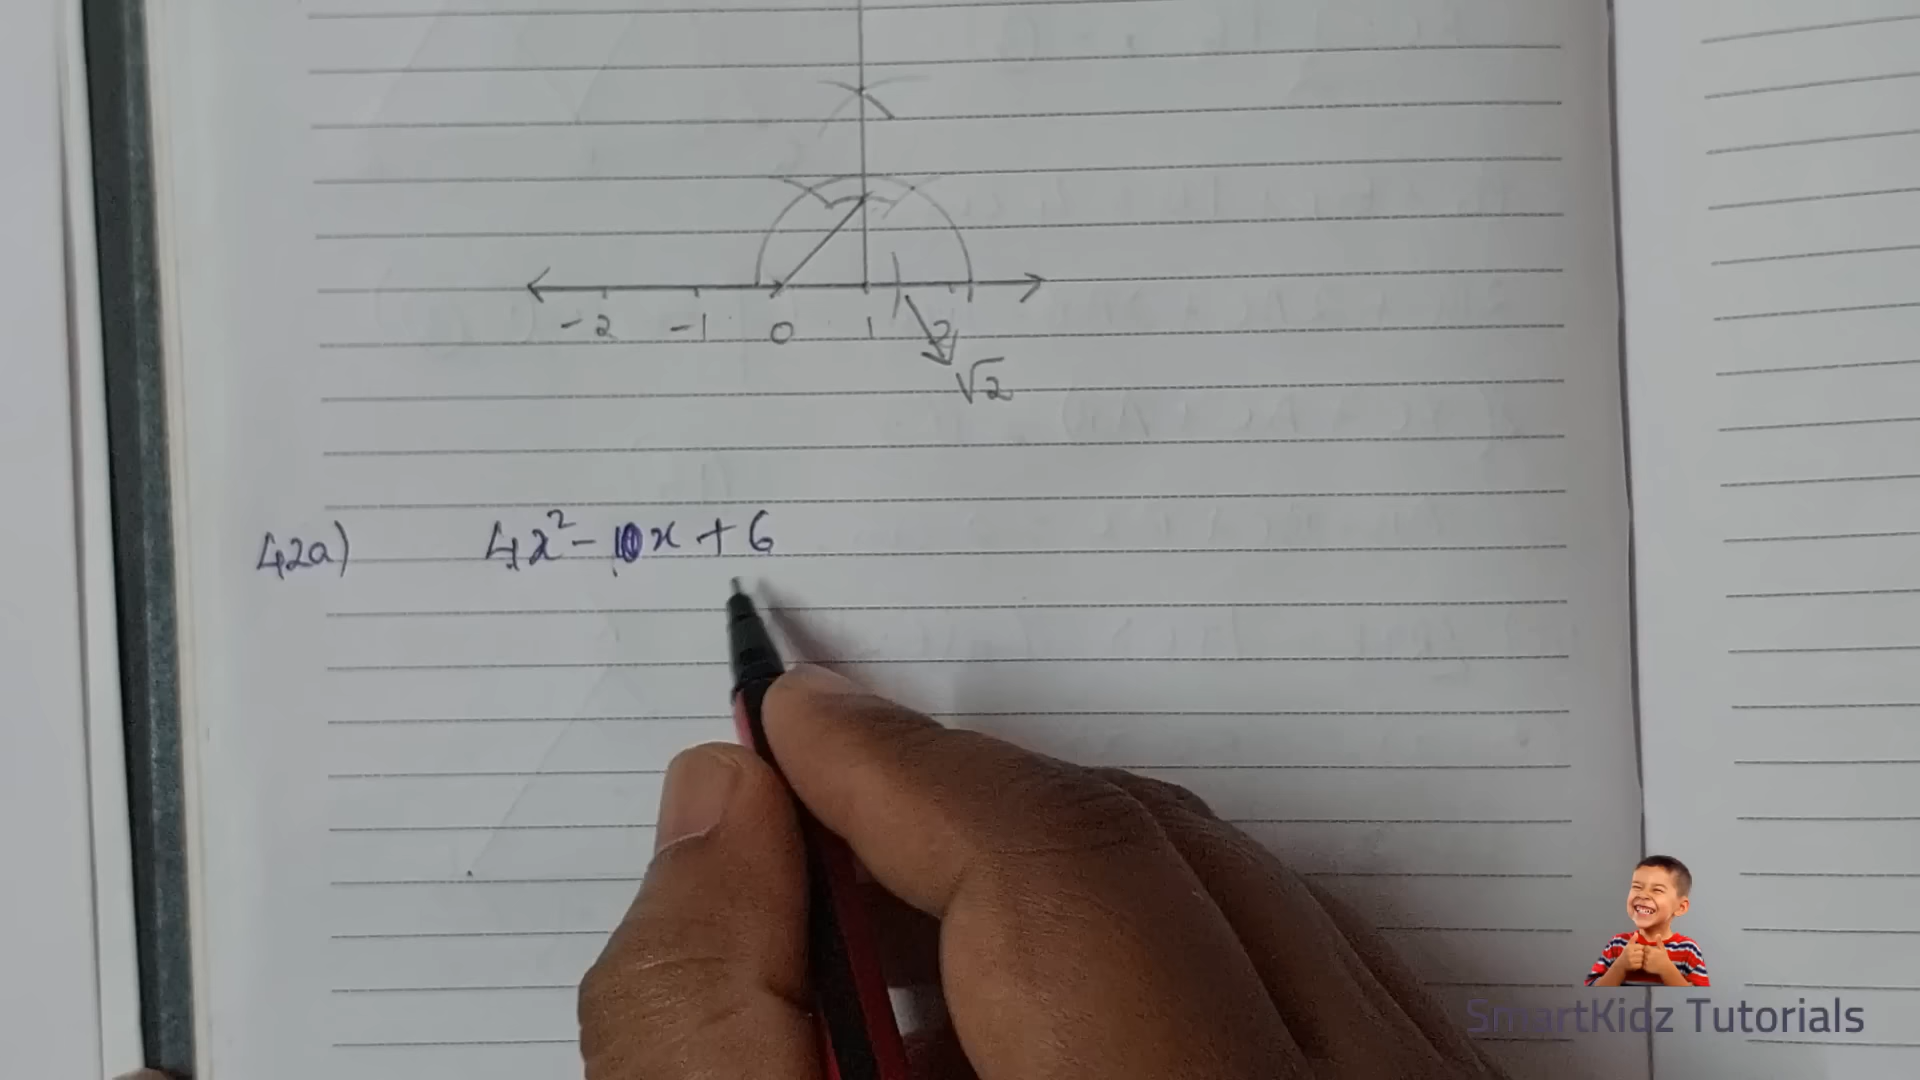 -2 -1 0 1 2
√2
42a) 4x² - 10x + 6
SmartKidz Tutorials